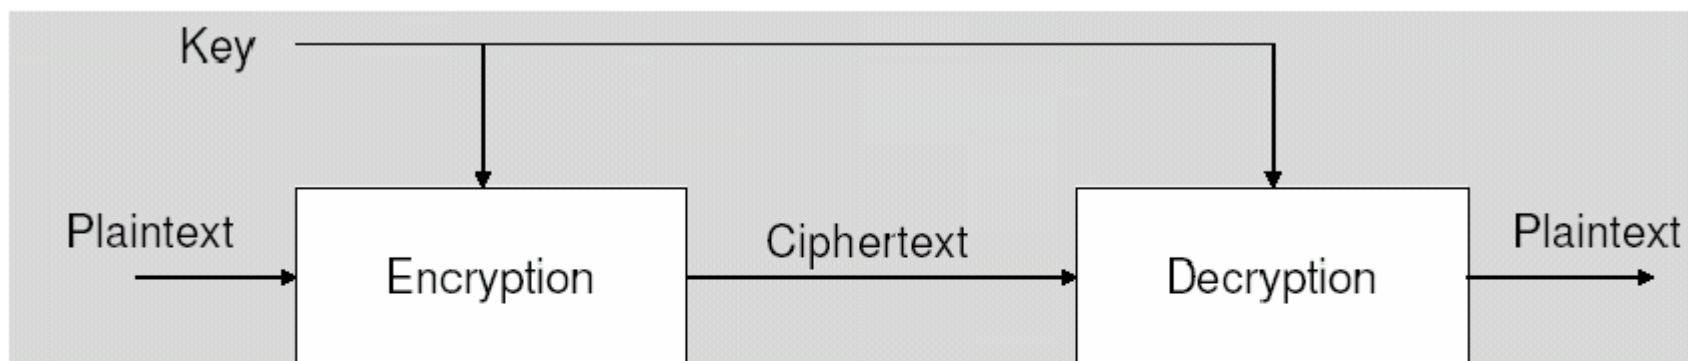 Key
Plaintext
Encryption
Ciphertext
Decryption
Plaintext